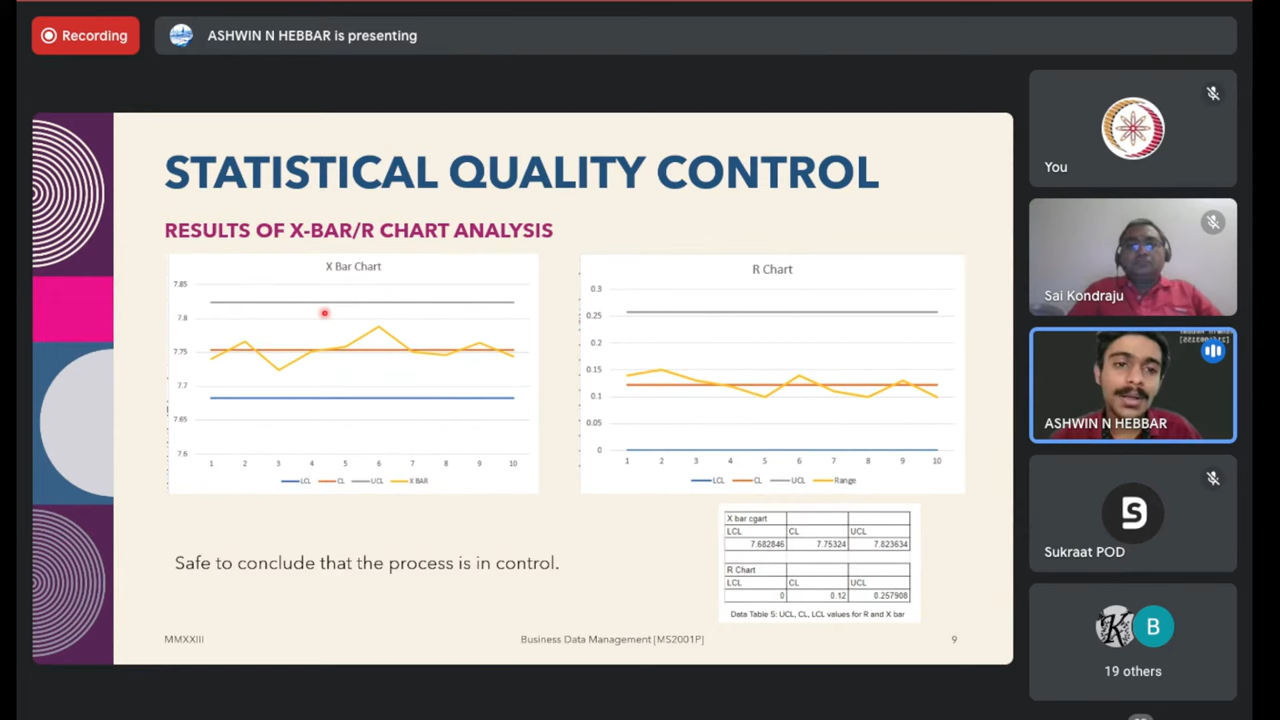 Recording
ASHWIN N HEBBAR is presenting
STATISTICAL QUALITY CONTROL
RESULTS OF X-BAR/R CHART ANALYSIS
X Bar Chart
7.85
7.8
7.75
7.7
7.65
7.6
1 2 3 4 5 6 7 8 9 10
LCL CL UCL X BAR
R Chart
0.3
0.25
0.2
0.15
0.1
0.05
0
1 2 3 4 5 6 7 8 9 10
LCL CL UCL Range
Safe to conclude that the process is in control.
X bar cgart
LCL CL UCL
7.682846 7.75324 7.823634
R Chart
LCL CL UCL
0 0.12 0.257908
Data Table 5: UCL, CL, LCL values for R and X bar
MMXXIII
Business Data Management [MS2001P]
9
You
Sai Kondraju
ASHWIN N HEBBAR
S
Sukraat POD
K B
19 others